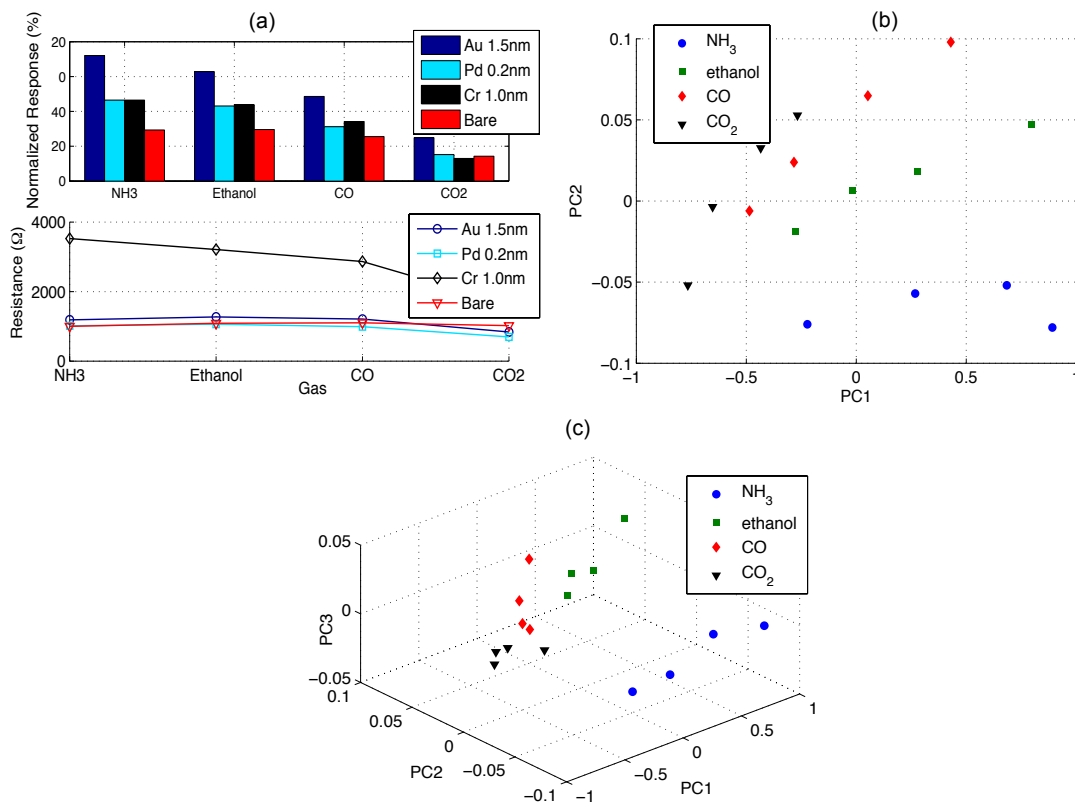 (a)
Normalized Response (%)
20
0
40
20
0
NH3 Ethanol CO CO2
Au 1.5nm
Pd 0.2nm
Cr 1.0nm
Bare
Resistance (Ω)
4000
2000
0
NH3 Ethanol CO CO2
Gas
Au 1.5nm
Pd 0.2nm
Cr 1.0nm
Bare
(b)
NH₃
ethanol
CO
CO₂
PC2
0.1
0.05
0
−0.05
−0.1
−1 −0.5 0 0.5 1
PC1
(c)
NH₃
ethanol
CO
CO₂
PC3
0.05
0
−0.05
0.1
0.05
0
−0.05
−0.1
PC2
−1
−0.5
0
0.5
1
PC1